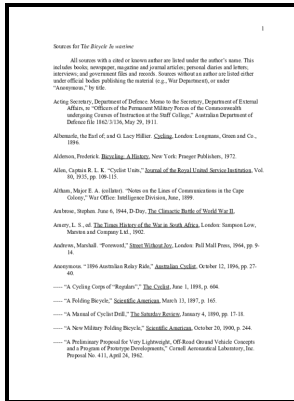 1
Sources for The Bicycle In wartime
All sources with a cited or known author are listed under the author's name. This
includes books; newspaper, magazine and journal articles; personal diaries and letters;
interviews; and government files and records. Sources without an author are listed either
under official bodies publishing the material (e.g., War Department), or under
"Anonymous," by title.
Acting Secretary, Department of Defence. Memo to the Secretary, Department of External
Affairs, re "Officers of the Permanent Military Forces of the Commonwealth
undergoing Courses of Instruction at the Staff College," Australian Department of
Defence file 1862/3/136, May 29, 1911.
Albemarle, the Earl of; and G. Lacy Hillier. Cycling, London: Longmans, Green and Co.,
1896.
Alderson, Frederick. Bicycling: A History, New York: Praeger Publishers, 1972.
Allen, Captain R. L. K. "Cyclist Units," Journal of the Royal United Service Institution, Vol.
80, 1935, pp. 109-115.
Altham, Major E. A. (collator). "Notes on the Lines of Communications in the Cape
Colony," War Office: Intelligence Division, June, 1899.
Ambrose, Stephen. June 6, 1944, D-Day, The Climactic Battle of World War II.
Amery, L. S., ed. The Times History of the War in South Africa, London: Sampson Low,
Marston and Company Ltd., 1902.
Andrews, Marshall. "Foreword," Street Without Joy, London: Pall Mall Press, 1964, pp. 9-
14.
Anonymous. "1896 Australian Relay Ride," Australian Cyclist, October 12, 1896, pp. 27-
40.
----- "A Cycling Corps of "Regulars"," The Cyclist, June 1, 1898, p. 604.
----- "A Folding Bicycle," Scientific American, March 13, 1897, p. 165.
----- "A Manual of Cyclist Drill," The Saturday Review, January 4, 1890, pp. 17-18.
----- "A New Military Folding Bicycle," Scientific American, October 20, 1900, p. 244.
----- "A Preliminary Proposal for Very Lightweight, Off-Road Ground Vehicle Concepts
and a Program of Prototype Developments," Cornell Aeronautical Laboratory, Inc.
Proposal No. 411, April 24, 1962.